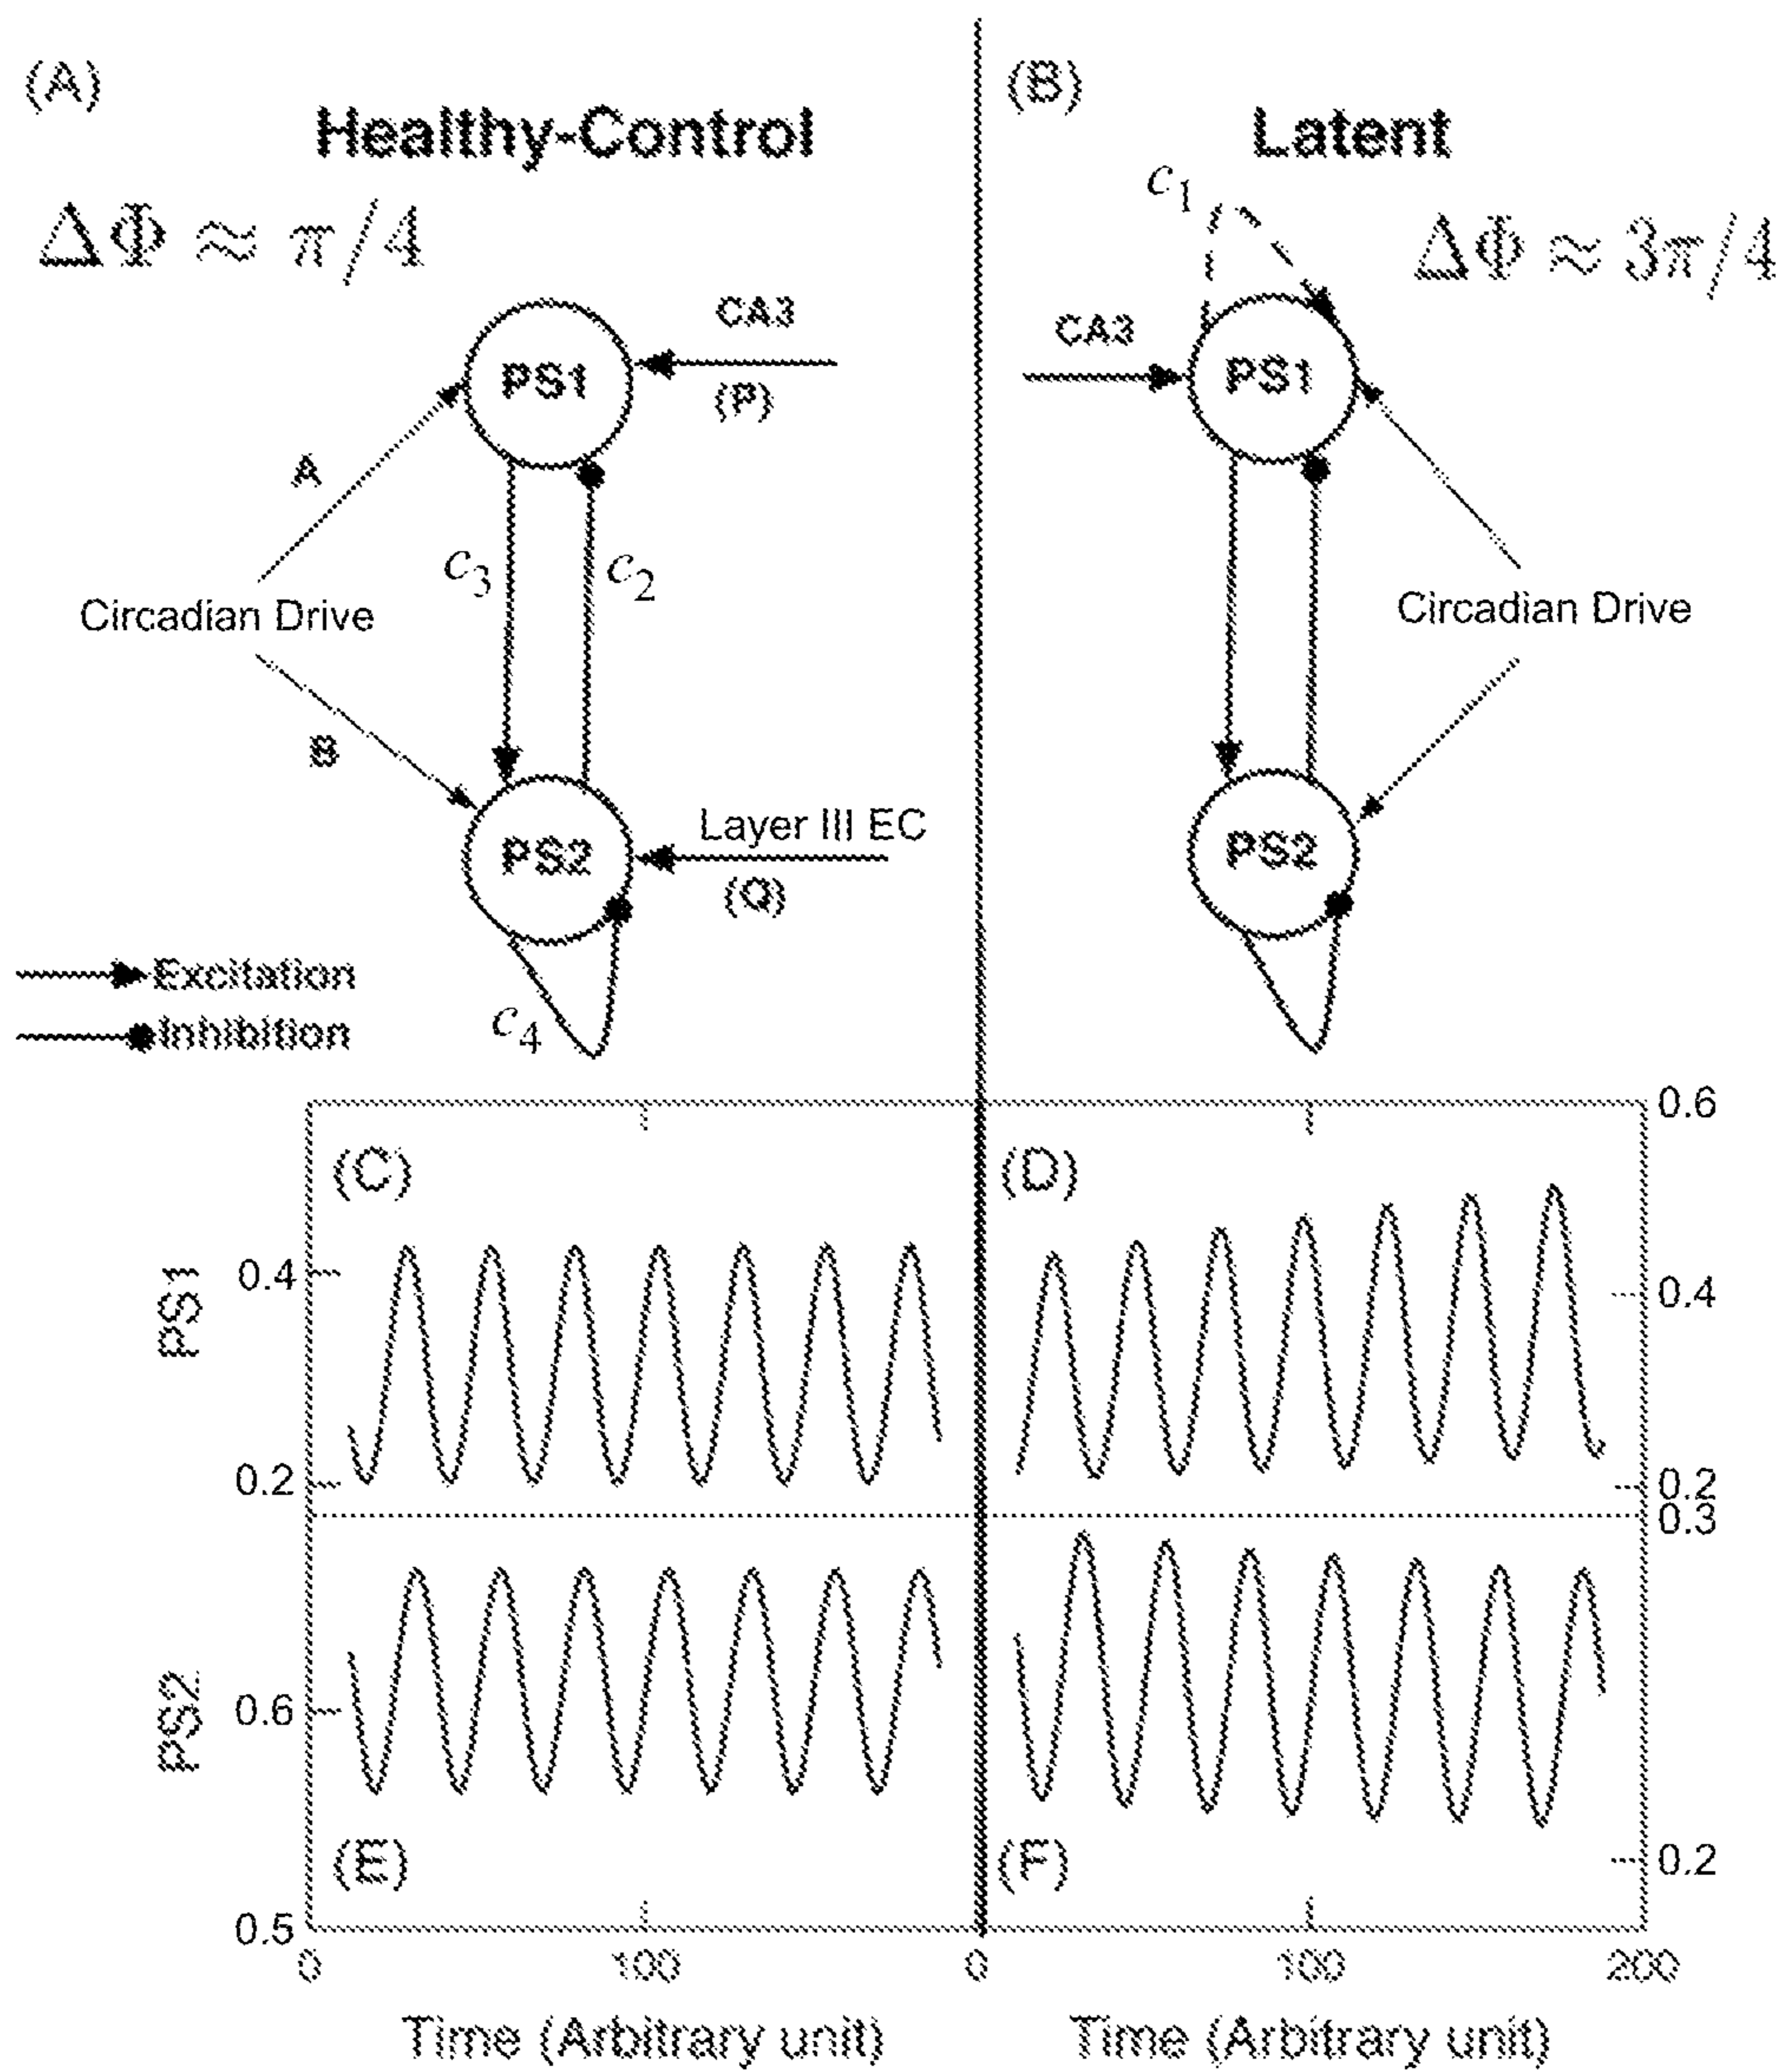 (A)
Healthy-Control
ΔΦ ≈ π/4
CA3
PS1
(P)
A
c3
c2
Circadian Drive
B
Layer III EC
PS2
(Q)
Excitation
c4
Inhibition
(B)
Latent
c1
ΔΦ ≈ 3π/4
CA3
PS1
Circadian Drive
PS2
(C)
(D)
0.6
PS1
0.4
0.4
0.2
0.2
0.3
PS2
0.6
(E)
(F)
0.2
0.5
0
100
0
100
200
Time (Arbitrary unit)
Time (Arbitrary unit)